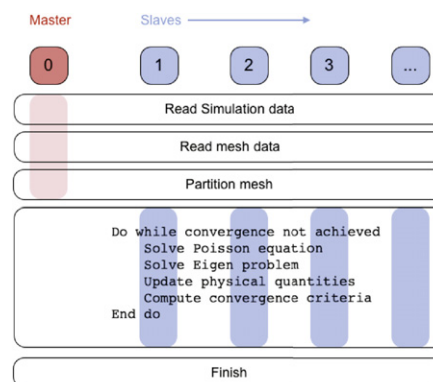 Master Slaves
0 1 2 3 ...
Read Simulation data
Read mesh data
Partition mesh
Do while convergence not achieved
Solve Poisson equation
Solve Eigen problem
Update physical quantities
Compute convergence criteria
End do
Finish